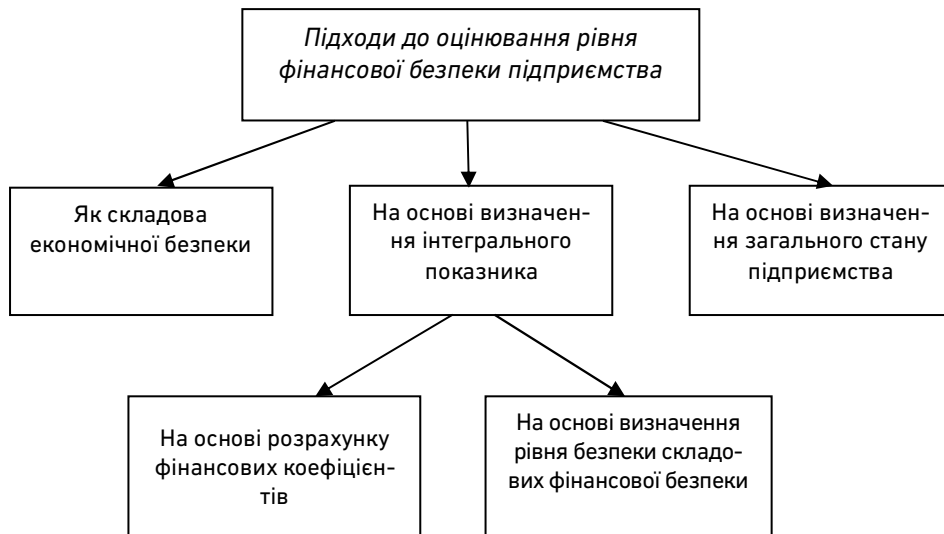 Підходи до оцінювання рівня
фінансової безпеки підприємства
Як складова
економічної безпеки
На основі визначен-
ня інтегрального
показника
На основі визначен-
ня загального стану
підприємства
На основі розрахунку
фінансових коефіцієн-
тів
На основі визначення
рівня безпеки складо-
вих фінансової безпеки